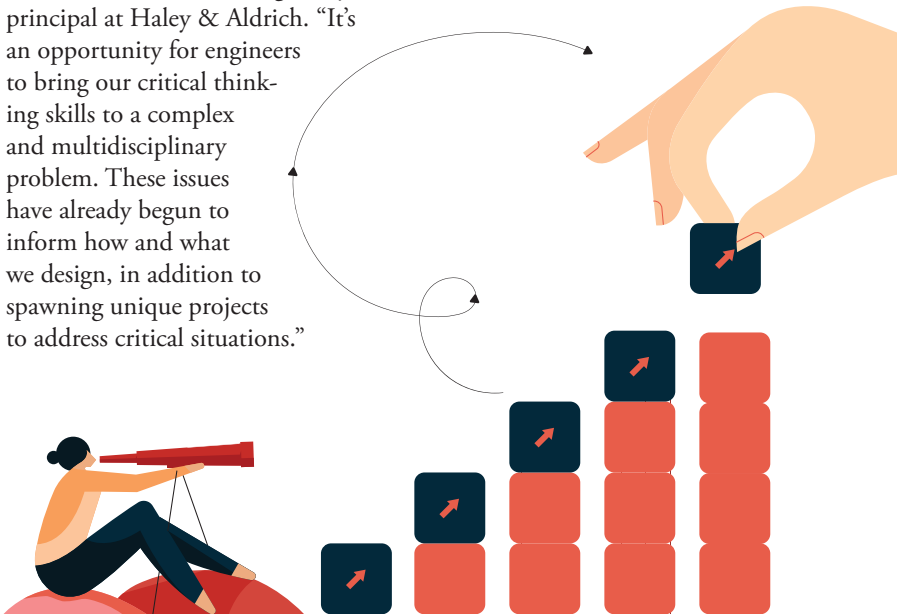 principal at Haley & Aldrich. “It’s
an opportunity for engineers
to bring our critical think-
ing skills to a complex
and multidisciplinary
problem. These issues
have already begun to
inform how and what
we design, in addition to
spawning unique projects
to address critical situations.”